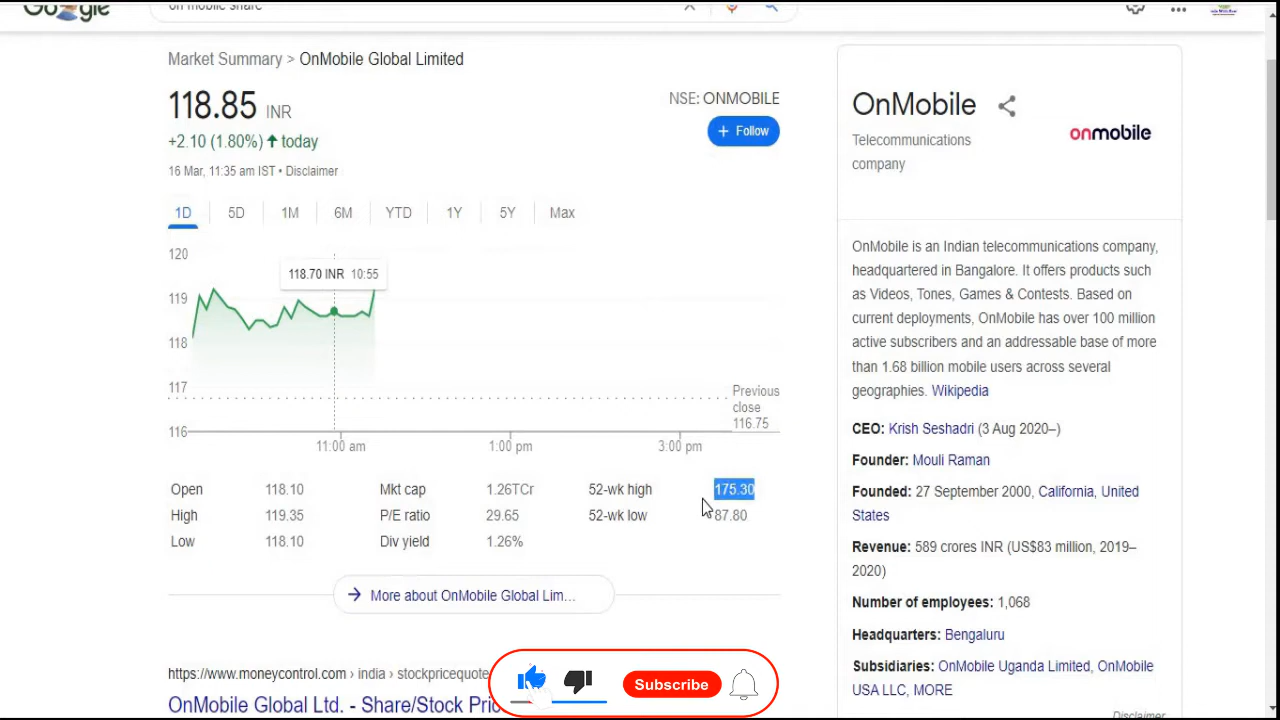 Google
on mobile share
Market Summary > OnMobile Global Limited
118.85 INR
+2.10 (1.80%) ↑ today
16 Mar, 11:35 am IST • Disclaimer
NSE: ONMOBILE
+ Follow
1D 5D 1M 6M YTD 1Y 5Y Max
120
119
118
117
116
118.70 INR 10:55
Previous
close
116.75
11:00 am 1:00 pm 3:00 pm
Open 118.10 Mkt cap 1.26TCr 52-wk high 175.30
High 119.35 P/E ratio 29.65 52-wk low 87.80
Low 118.10 Div yield 1.26%
→ More about OnMobile Global Lim...
https://www.moneycontrol.com › india › stockpricequote
OnMobile Global Ltd. - Share/Stock Pri
Subscribe
OnMobile
Telecommunications
company
onmobile
OnMobile is an Indian telecommunications company,
headquartered in Bangalore. It offers products such
as Videos, Tones, Games & Contests. Based on
current deployments, OnMobile has over 100 million
active subscribers and an addressable base of more
than 1.68 billion mobile users across several
geographies. Wikipedia
CEO: Krish Seshadri (3 Aug 2020–)
Founder: Mouli Raman
Founded: 27 September 2000, California, United
States
Revenue: 589 crores INR (US$83 million, 2019–
2020)
Number of employees: 1,068
Headquarters: Bengaluru
Subsidiaries: OnMobile Uganda Limited, OnMobile
USA LLC, MORE
Disclaimer